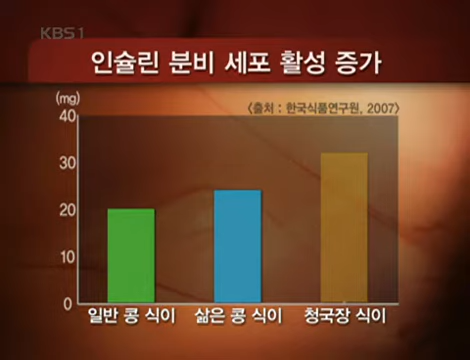 KBS1
인슐린 분비 세포 활성 증가
(mg)
<출처 : 한국식품연구원, 2007>
40
30
20
10
0
일반 콩 식이 삶은 콩 식이 청국장 식이